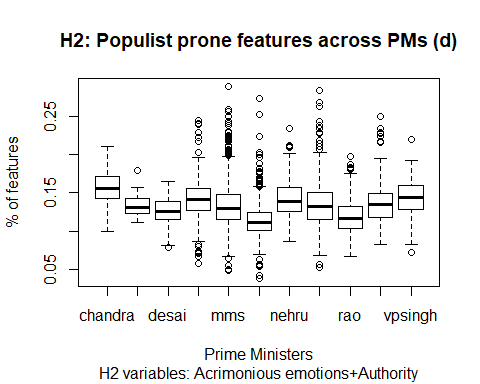 H2: Populist prone features across PMs (d)
% of features
0.25
0.15
0.05
chandra desai mms nehru rao vpsingh
Prime Ministers
H2 variables: Acrimonious emotions+Authority